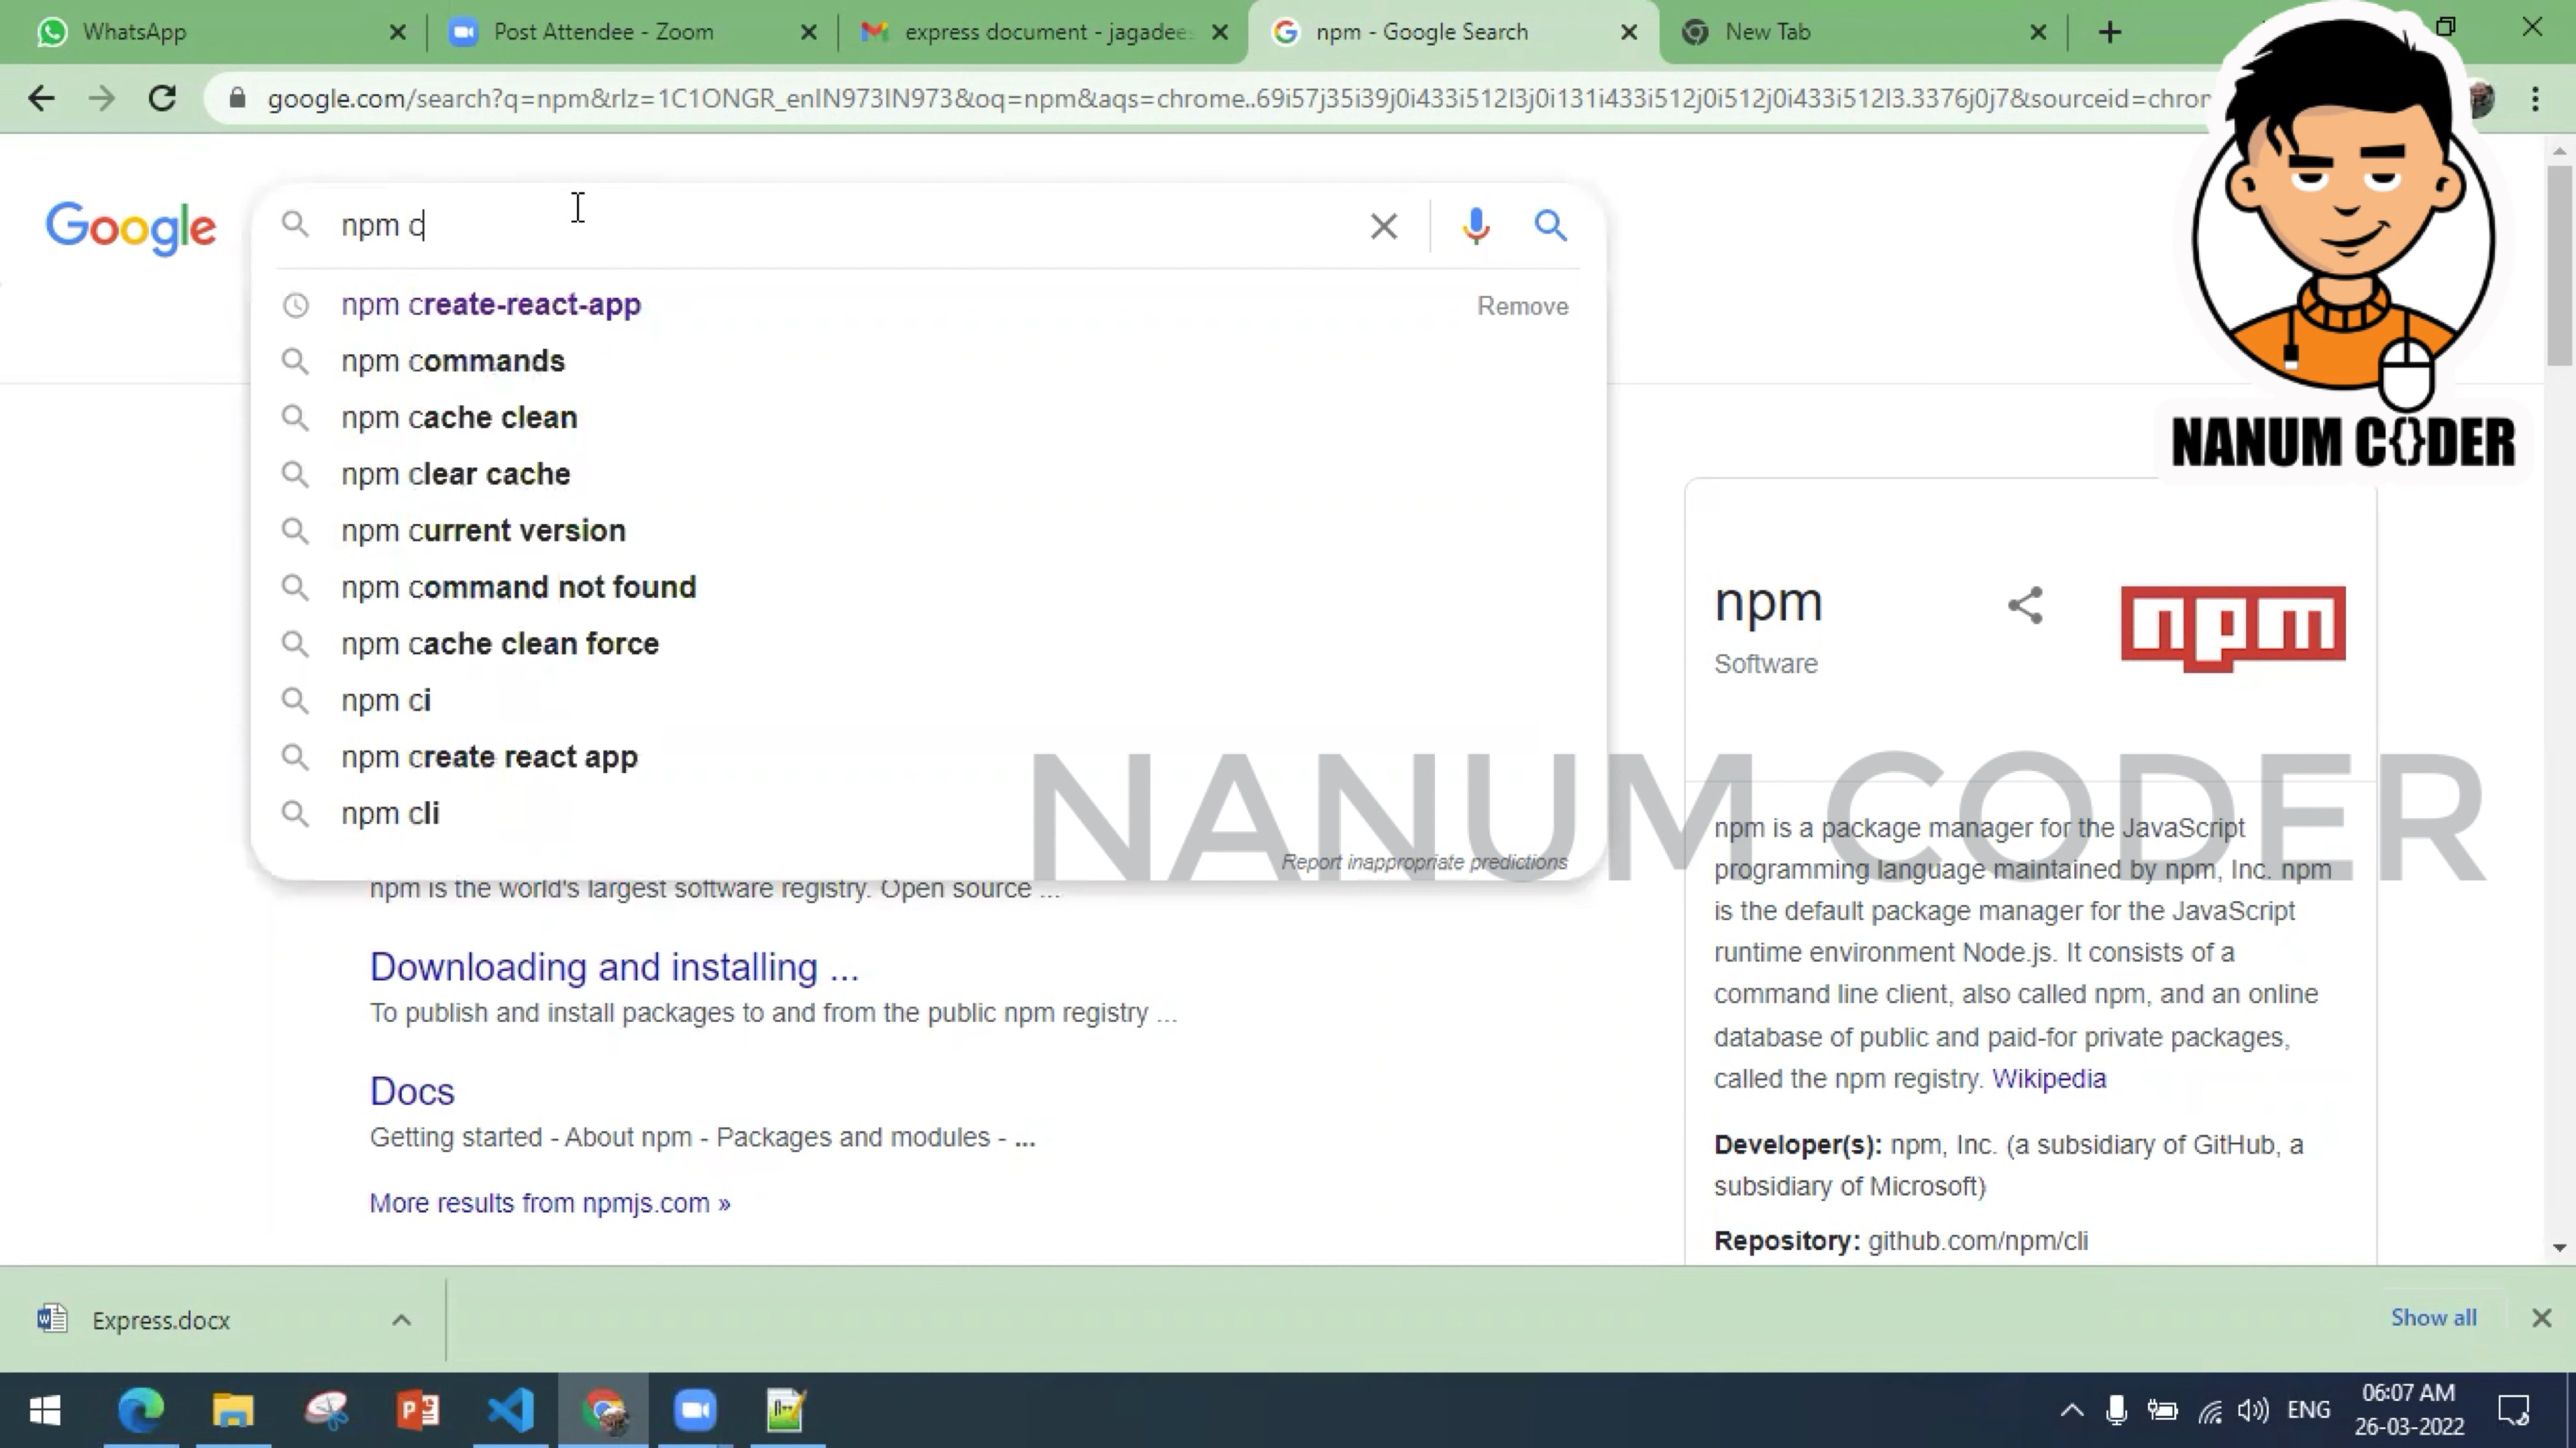 WhatsApp
Post Attendee - Zoom
express document - jagadees
npm - Google Search
New Tab
google.com/search?q=npm&rlz=1C1ONGR_enIN973IN973&oq=npm&aqs=chrome..69i57j35i39j0i433i512l3j0i131i433i512j0i512j0i433i512l3.3376j0j7&sourceid=chrom
Google
npm c
npm create-react-app
Remove
npm commands
npm cache clean
npm clear cache
npm current version
npm command not found
npm cache clean force
npm ci
npm create react app
npm cli
Report inappropriate predictions
npm is the world's largest software registry. Open source ...
Downloading and installing ...
To publish and install packages to and from the public npm registry ...
Docs
Getting started - About npm - Packages and modules - ...
More results from npmjs.com »
NANUM C{}DER
npm
Software
npm
NANUM CODER
npm is a package manager for the JavaScript
programming language maintained by npm, Inc. npm
is the default package manager for the JavaScript
runtime environment Node.js. It consists of a
command line client, also called npm, and an online
database of public and paid-for private packages,
called the npm registry. Wikipedia
Developer(s): npm, Inc. (a subsidiary of GitHub, a
subsidiary of Microsoft)
Repository: github.com/npm/cli
Express.docx
Show all
ENG
06:07 AM
26-03-2022